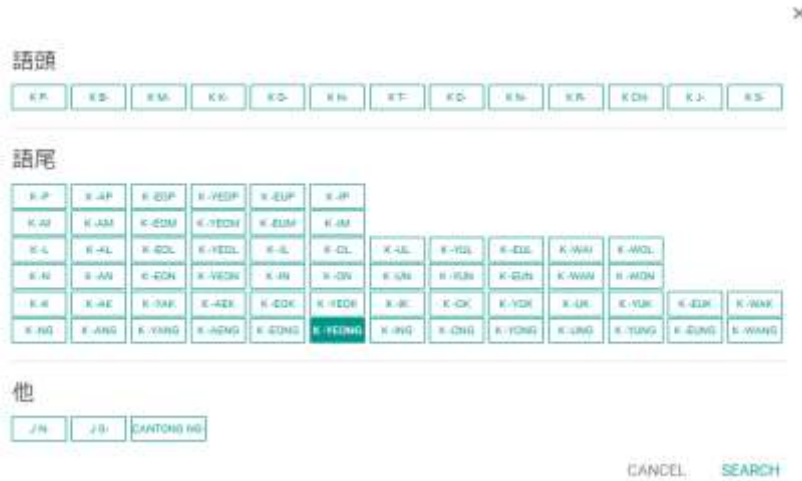 ×
語頭
K P- K B- K M- K K- K G- K H- K T- K D- K N- K R- K CH- K J- K S-
語尾
K -P K -AP K -EOP K -YEOP K -EUP K -IP
K -M K -AM K -EOM K -YEOM K -EUM K -IM
K -L K -AL K -EOL K -YEOL K -IL K -OL K -UL K -YUL K -EUL K -WAL K -WOL
K -N K -AN K -EON K -YEON K -IN K -ON K -UN K -YUN K -EUN K -WAN K -WON
K -K K -AK K -YAK K -AEK K -EOK K -YEOK K -IK K -OK K -YOK K -UK K -YUK K -EUK K -WAK
K -NG K -ANG K -YANG K -AENG K -EONG K -YEONG K -ING K -ONG K -YONG K -UNG K -YUNG K -EUNG K -WANG
他
J N- J G- CANTONG NG-
CANCEL SEARCH